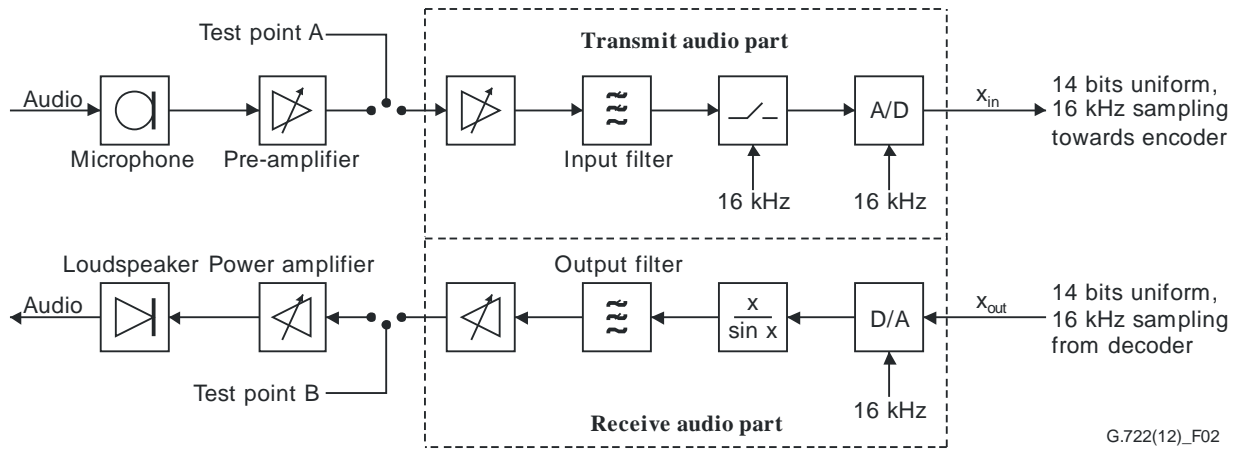 Test point A
Transmit audio part
Audio
Microphone
Pre-amplifier
Input filter
16 kHz
A/D
16 kHz
xin
14 bits uniform,
16 kHz sampling
towards encoder
Loudspeaker
Power amplifier
Output filter
Audio
x
sin x
D/A
16 kHz
xout
14 bits uniform,
16 kHz sampling
from decoder
Test point B
Receive audio part
G.722(12)_F02